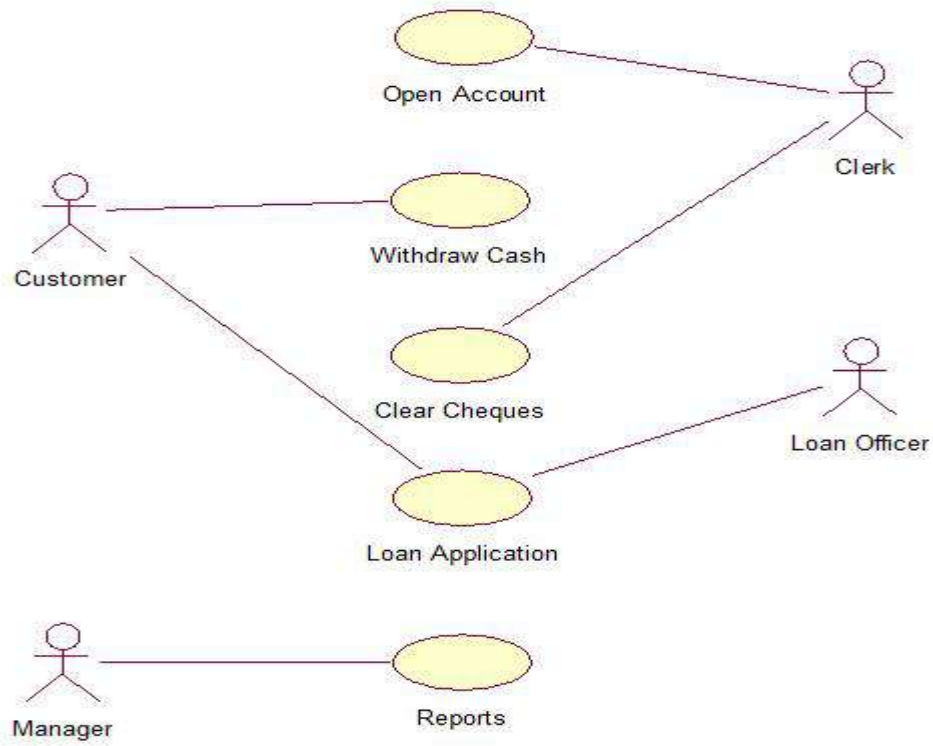 Open Account
Clerk
Withdraw Cash
Customer
Clear Cheques
Loan Officer
Loan Application
Reports
Manager